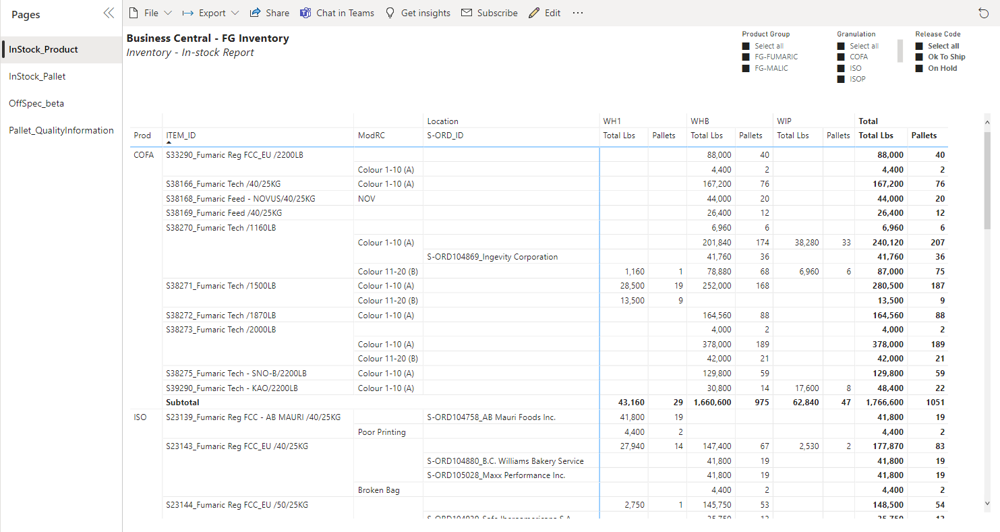 Pages
File Export Share Chat in Teams Get insights Subscribe Edit ...
InStock_Product
InStock_Pallet
OffSpec_beta
Pallet_QualityInformation
Business Central - FG Inventory
Inventory - In-stock Report
Product Group
Select all
FG-FUMARIC
FG-MALIC
Granulation
Select all
COFA
ISO
ISOP
Release Code
Select all
Ok To Ship
On Hold
Location WH1 WHB WIP Total
Prod ITEM_ID ModRC S-ORD_ID Total Lbs Pallets Total Lbs Pallets Total Lbs Pallets Total Lbs Pallets
COFA S33290_Fumaric Reg FCC_EU /2200LB 88,000 40 88,000 40
Colour 1-10 (A) 4,400 2 4,400 2
S38166_Fumaric Tech /40/25KG Colour 1-10 (A) 167,200 76 167,200 76
S38168_Fumaric Feed - NOVUS/40/25KG NOV 44,000 20 44,000 20
S38169_Fumaric Feed /40/25KG 26,400 12 26,400 12
S38270_Fumaric Tech /1160LB 6,960 6 6,960 6
Colour 1-10 (A) 201,840 174 38,280 33 240,120 207
S-ORD104869_Ingevity Corporation 41,760 36 41,760 36
Colour 11-20 (B) 1,160 1 78,880 68 6,960 6 87,000 75
S38271_Fumaric Tech /1500LB Colour 1-10 (A) 28,500 19 252,000 168 280,500 187
Colour 11-20 (B) 13,500 9 13,500 9
S38272_Fumaric Tech /1870LB Colour 1-10 (A) 164,560 88 164,560 88
S38273_Fumaric Tech /2000LB 4,000 2 4,000 2
Colour 1-10 (A) 378,000 189 378,000 189
Colour 11-20 (B) 42,000 21 42,000 21
S38275_Fumaric Tech - SNO-B/2200LB Colour 1-10 (A) 129,800 59 129,800 59
S39290_Fumaric Tech - KAO/2200LB Colour 1-10 (A) 30,800 14 17,600 8 48,400 22
Subtotal 43,160 29 1,660,600 975 62,840 47 1,766,600 1051
ISO S23139_Fumaric Reg FCC - AB MAURI /40/25KG S-ORD104758_AB Mauri Foods Inc. 41,800 19 41,800 19
Poor Printing 4,400 2 4,400 2
S23143_Fumaric Reg FCC_EU /40/25KG 27,940 14 147,400 67 2,530 2 177,870 83
S-ORD104880_B.C. Williams Bakery Service 41,800 19 41,800 19
S-ORD105028_Maxx Performance Inc. 41,800 19 41,800 19
Broken Bag 4,400 2 4,400 2
S23144_Fumaric Reg FCC_EU /50/25KG 2,750 1 145,750 53 148,500 54